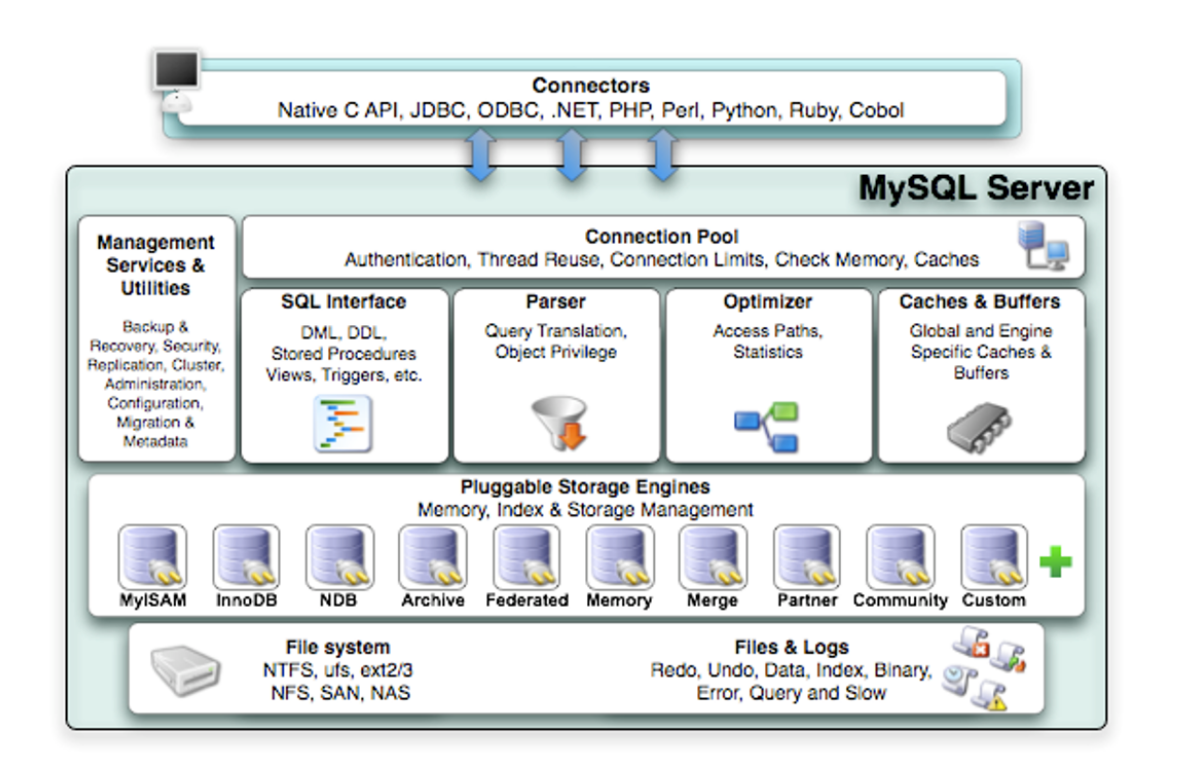 Connectors
Native C API, JDBC, ODBC, .NET, PHP, Perl, Python, Ruby, Cobol
MySQL Server
Management
Services &
Utilities
Backup &
Recovery, Security,
Replication, Cluster,
Administration,
Configuration,
Migration &
Metadata
Connection Pool
Authentication, Thread Reuse, Connection Limits, Check Memory, Caches
SQL Interface
DML, DDL,
Stored Procedures
Views, Triggers, etc.
Parser
Query Translation,
Object Privilege
Optimizer
Access Paths,
Statistics
Caches & Buffers
Global and Engine
Specific Caches &
Buffers
Pluggable Storage Engines
Memory, Index & Storage Management
MyISAM InnoDB NDB Archive Federated Memory Merge Partner Community Custom
File system
NTFS, ufs, ext2/3
NFS, SAN, NAS
Files & Logs
Redo, Undo, Data, Index, Binary,
Error, Query and Slow